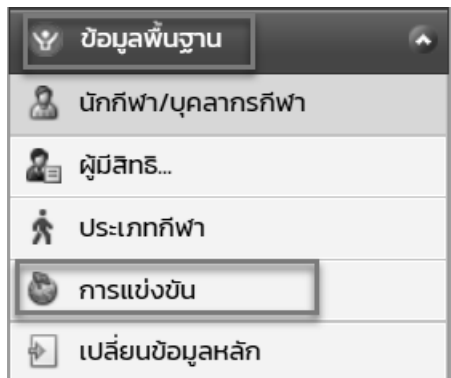 ข้อมูลพื้นฐาน
นักกีฬา/บุคลากรกีฬา
ผู้มีสิทธิ...
ประเภทกีฬา
การแข่งขัน
เปลี่ยนข้อมูลหลัก